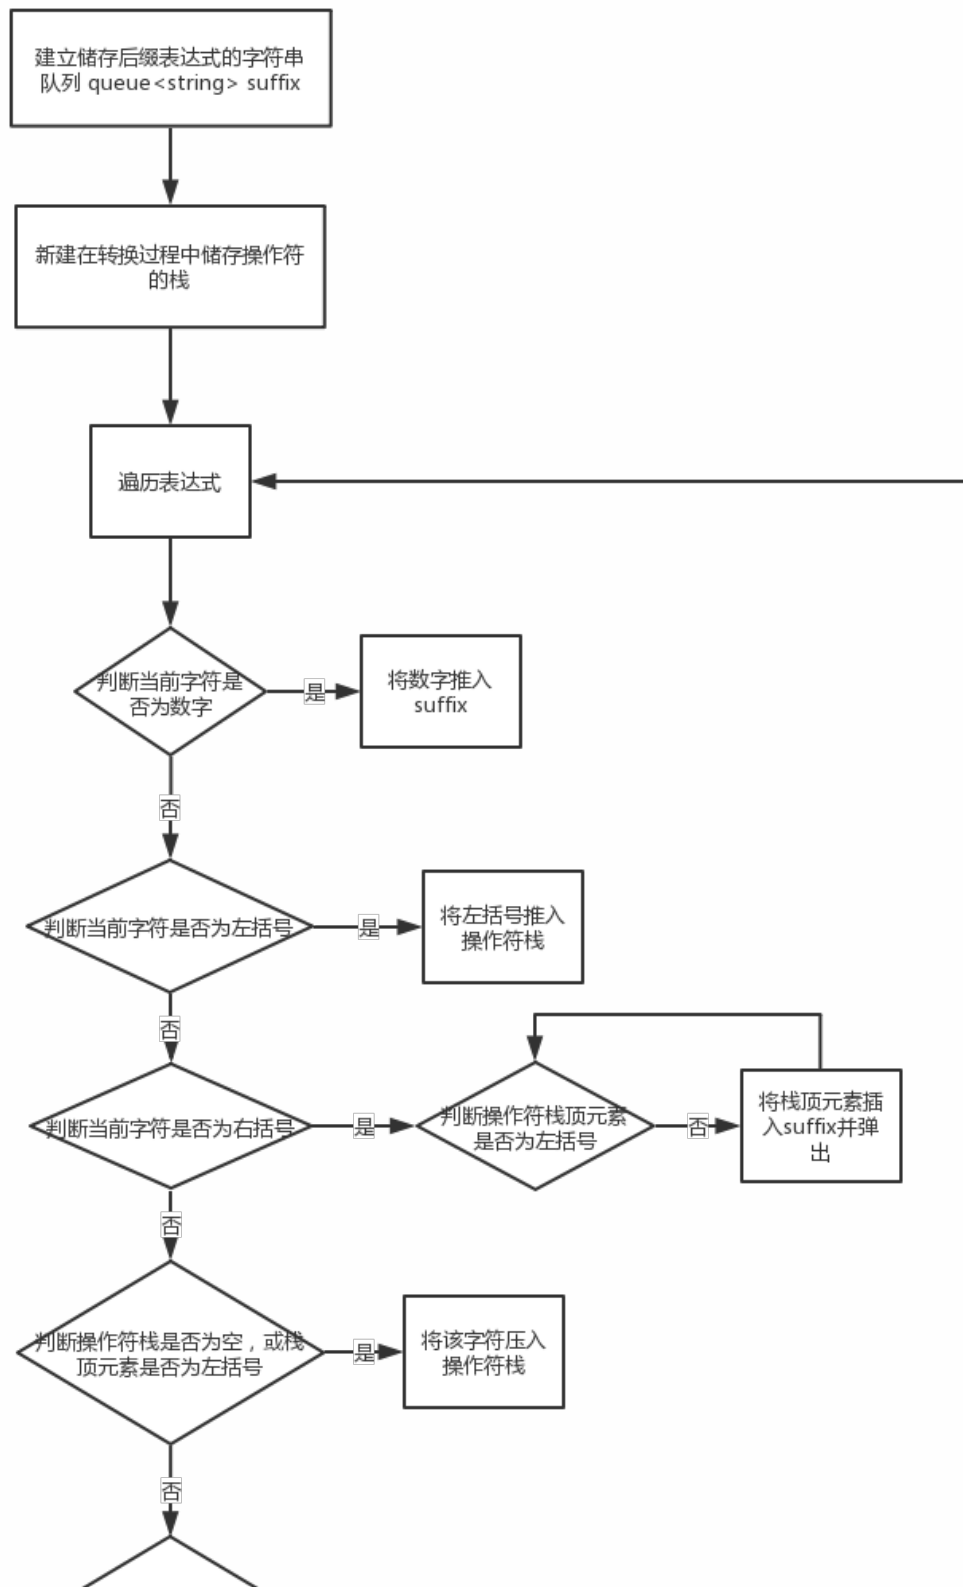 建立储存后缀表达式的字符串
队列 queue<string> suffix
新建在转换过程中储存操作符
的栈
遍历表达式
判断当前字符是
否为数字
是
将数字推入
suffix
否
判断当前字符是否为左括号
是
将左括号推入
操作符栈
否
判断当前字符是否为右括号
是
判断操作符栈顶元素
是否为左括号
否
将栈顶元素插
入suffix并弹
出
否
判断操作符栈是否为空，或栈
顶元素是否为左括号
是
将该字符压入
操作符栈
否